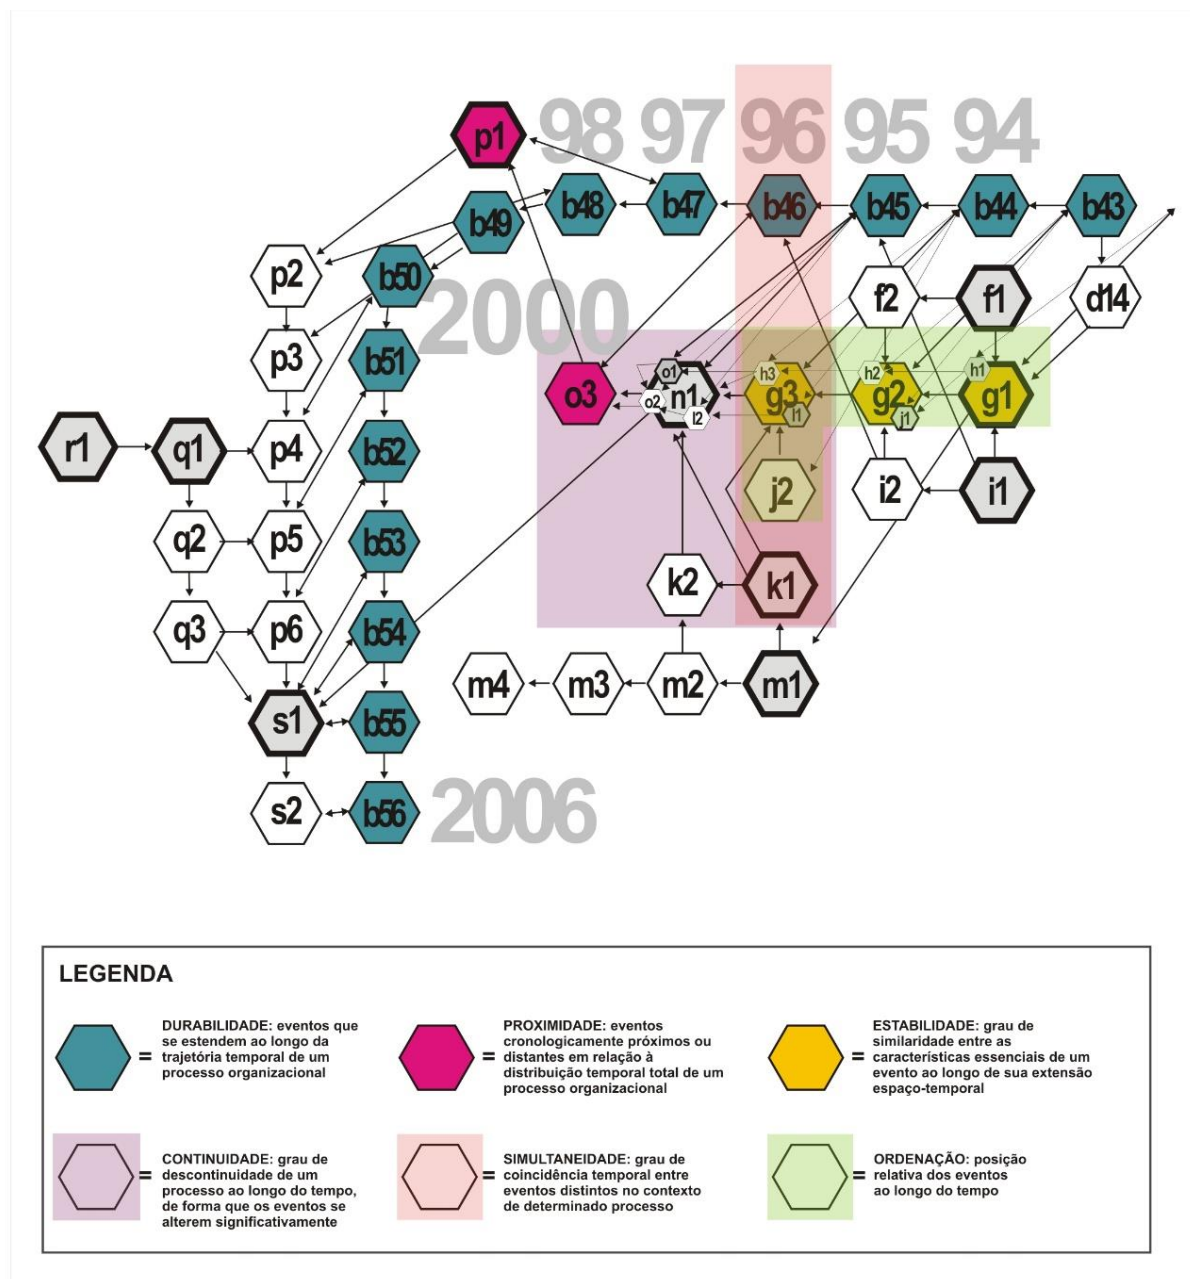 98 97 96 95 94
p1
b49 b48 b47 b46 b45 b44 b43
p2 b50 f2 f1 d14
2000
p3 b51
o1 h3 h2 h1
o3 o2 n1 l2 g3 l1 g2 j1 g1
r1 q1 p4 b52
j2 i2 i1
q2 p5 b53
k2 k1
q3 p6 b54
m4 m3 m2 m1
s1 b55
s2 b56 2006
LEGENDA
= DURABILIDADE: eventos que
se estendem ao longo da
trajetória temporal de um
processo organizacional
= PROXIMIDADE: eventos
cronologicamente próximos ou
distantes em relação à
distribuição temporal total de um
processo organizacional
= ESTABILIDADE: grau de
similaridade entre as
características essenciais de um
evento ao longo de sua extensão
espaço-temporal
= CONTINUIDADE: grau de
descontinuidade de um
processo ao longo do tempo,
de forma que os eventos se
alterem significativamente
= SIMULTANEIDADE: grau de
coincidência temporal entre
eventos distintos no contexto
de determinado processo
= ORDENAÇÃO: posição
relativa dos eventos
ao longo do tempo